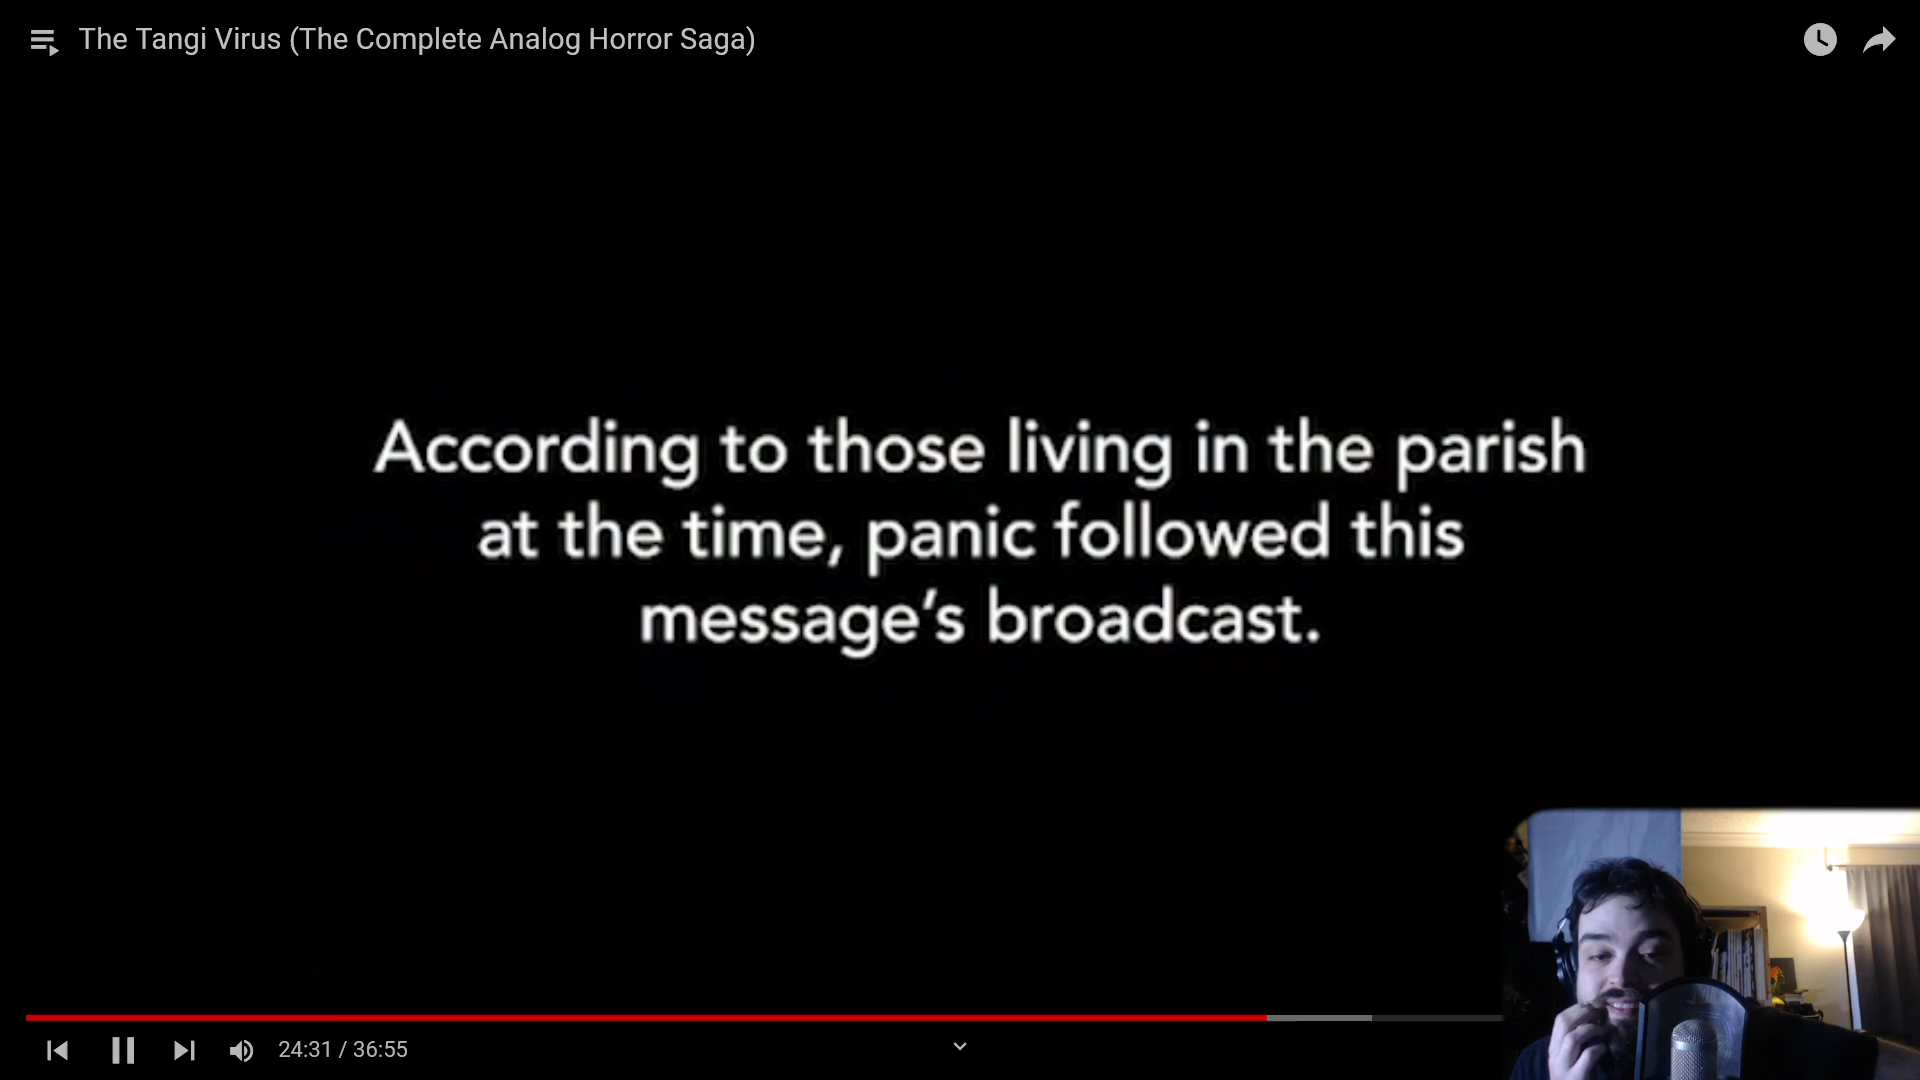 The Tangi Virus (The Complete Analog Horror Saga)
According to those living in the parish
at the time, panic followed this
message’s broadcast.
24:31 / 36:55